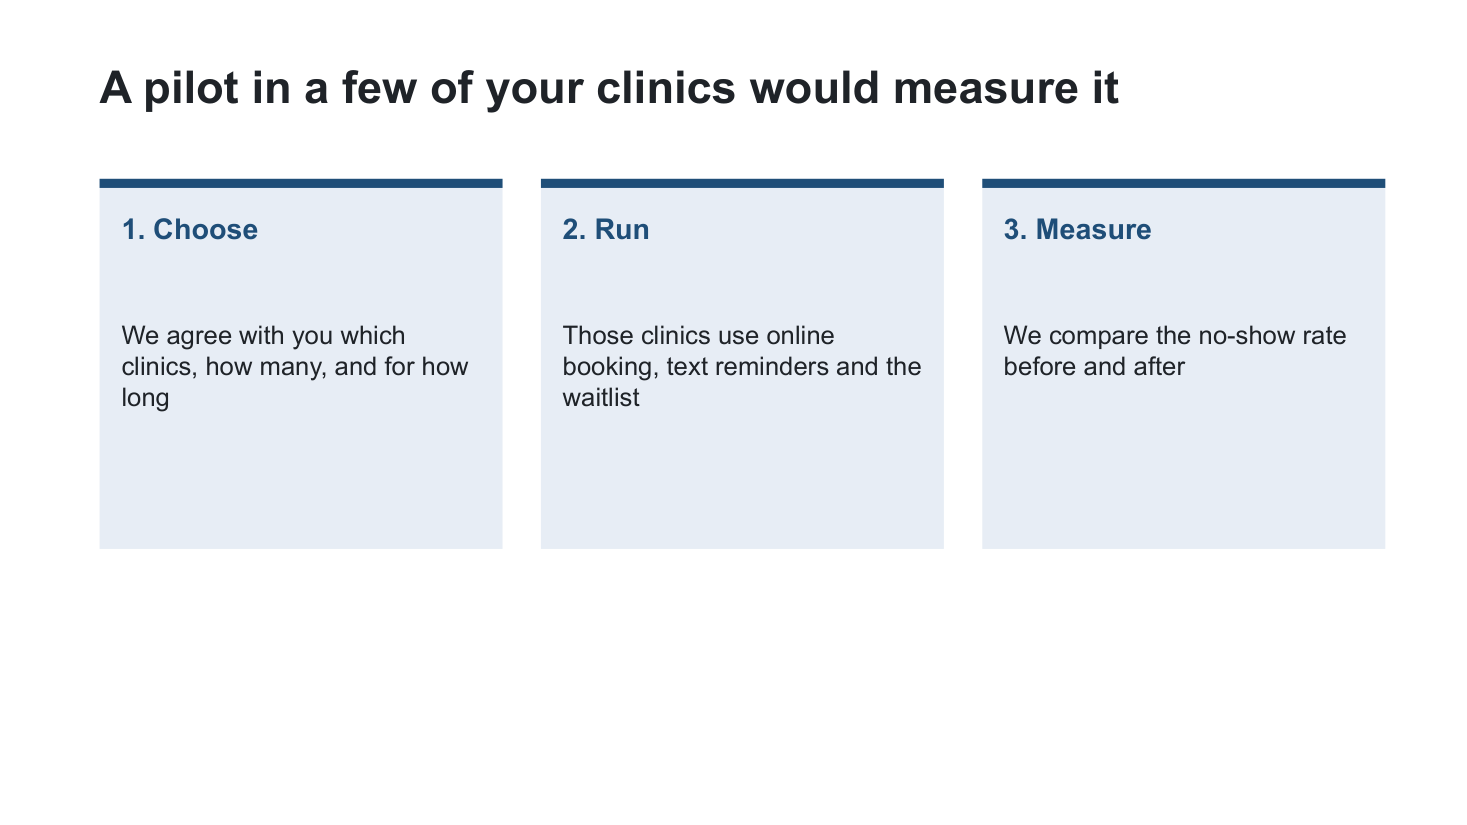 A pilot in a few of your clinics would measure it
1. Choose
We agree with you which
clinics, how many, and for how
long
2. Run
Those clinics use online
booking, text reminders and the
waitlist
3. Measure
We compare the no-show rate
before and after